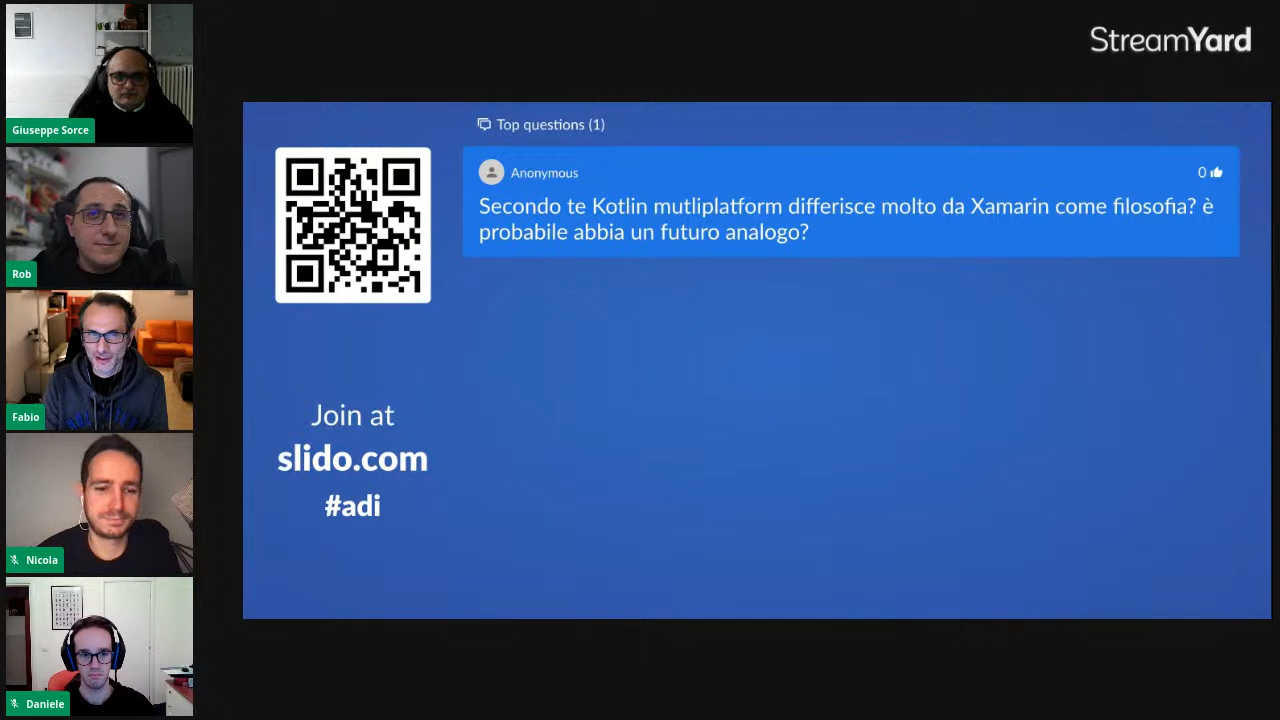 StreamYard
Giuseppe Sorce
Rob
Fabio
Nicola
Daniele
Top questions (1)
Anonymous
0
Secondo te Kotlin mutliplatform differisce molto da Xamarin come filosofia? è
probabile abbia un futuro analogo?
Join at
slido.com
#adi